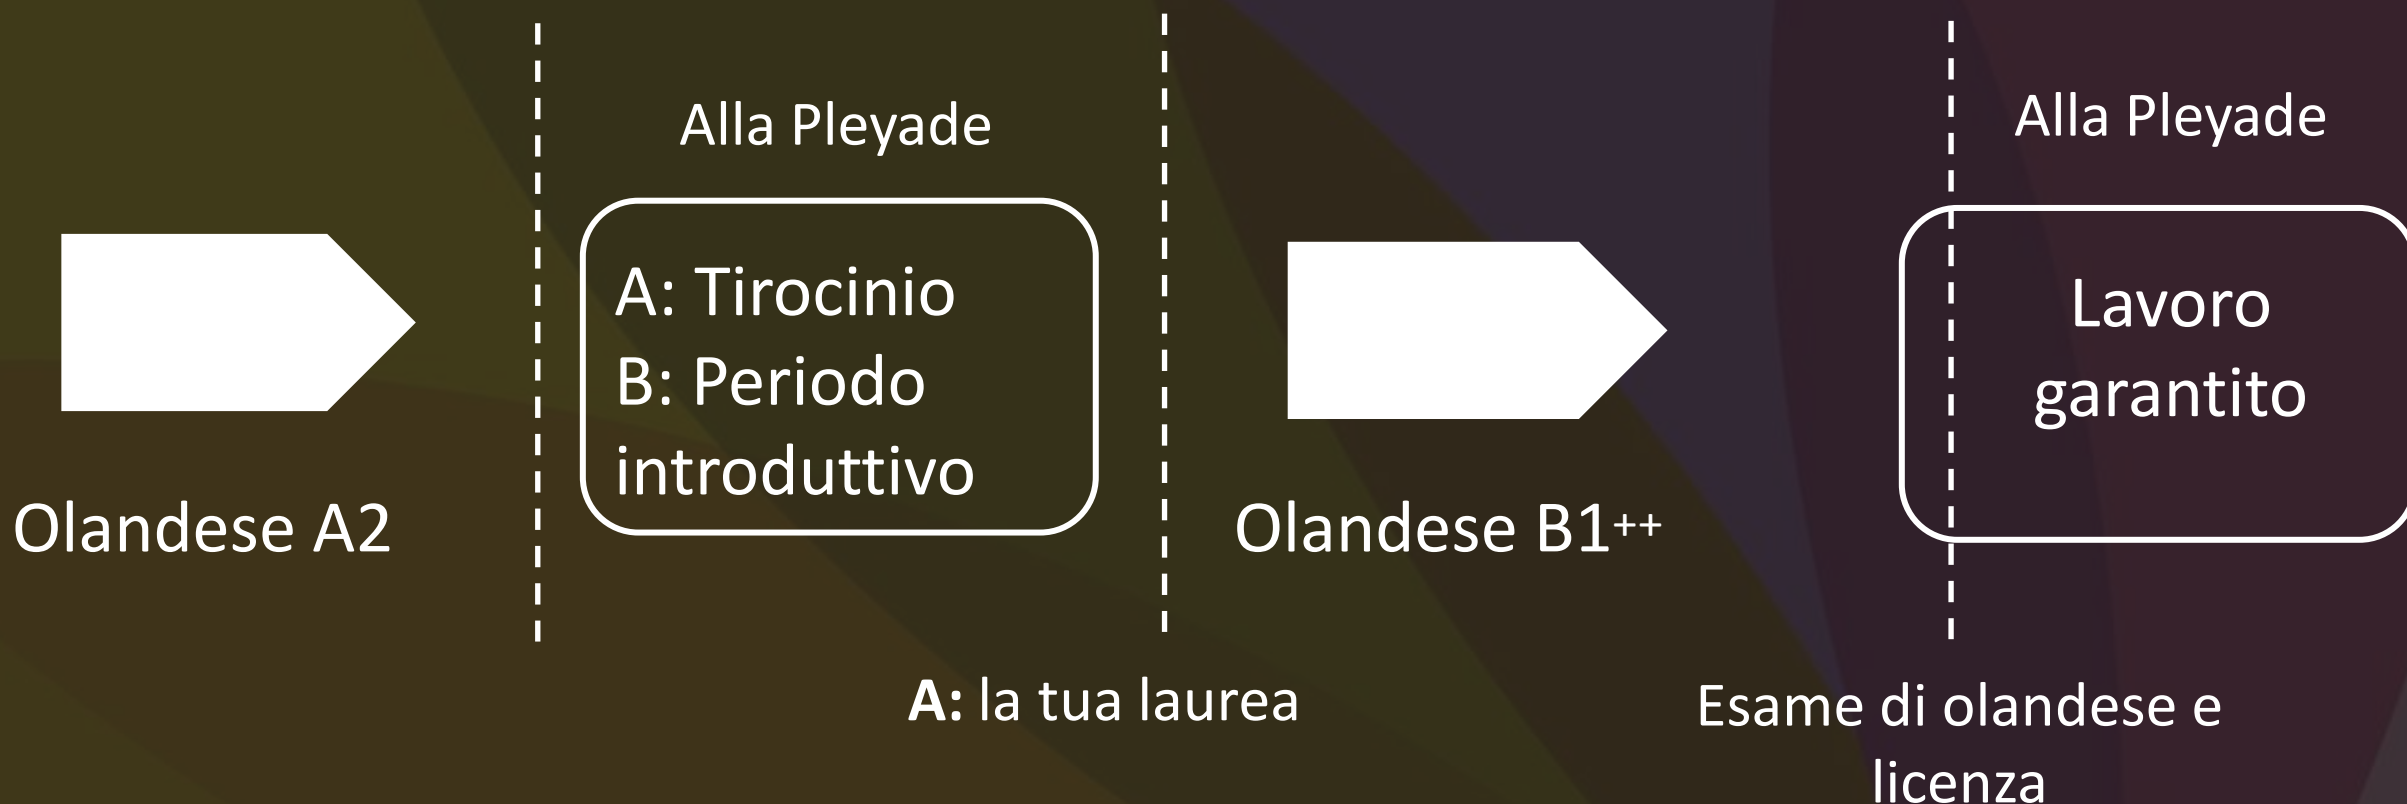 Olandese A2
Alla Pleyade
A: Tirocinio
B: Periodo
introduttivo
A: la tua laurea
Olandese B1⁺⁺
Esame di olandese e
licenza
Alla Pleyade
Lavoro
garantito